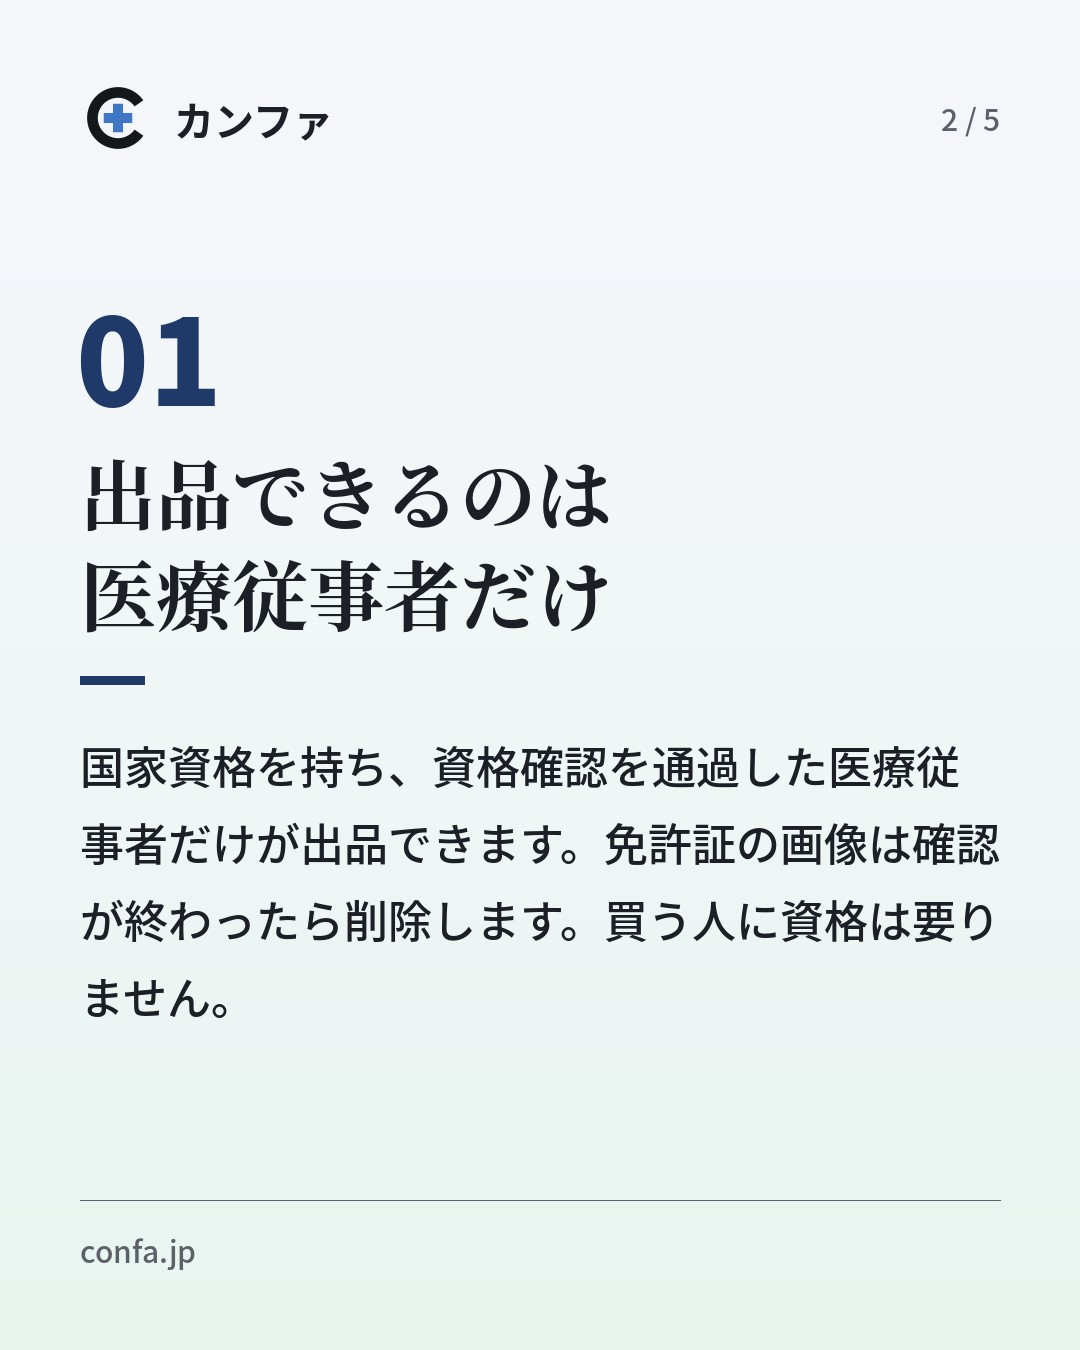 カンファ
2 / 5
01
出品できるのは
医療従事者だけ
国家資格を持ち、資格確認を通過した医療従
事者だけが出品できます。免許証の画像は確認
が終わったら削除します。買う人に資格は要り
ません。
confa.jp